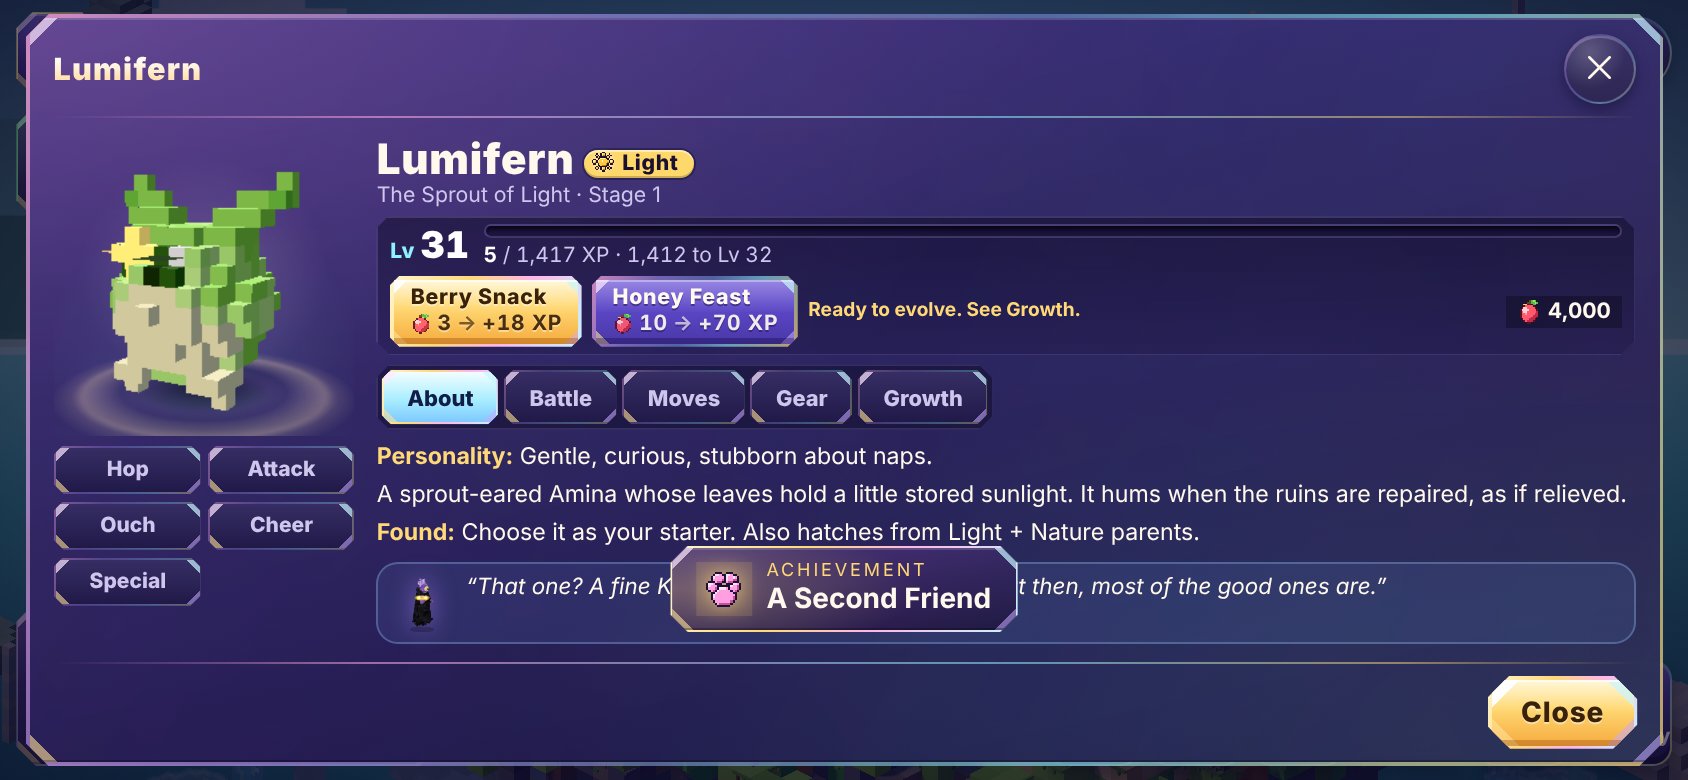 Lumifern
Lumifern Light
The Sprout of Light · Stage 1
Lv 31
5 / 1,417 XP · 1,412 to Lv 32
Berry Snack
3 → +18 XP
Honey Feast
10 → +70 XP
Ready to evolve. See Growth.
4,000
About Battle Moves Gear Growth
Hop Attack
Ouch Cheer
Special
Personality: Gentle, curious, stubborn about naps.
A sprout-eared Amina whose leaves hold a little stored sunlight. It hums when the ruins are repaired, as if relieved.
Found: Choose it as your starter. Also hatches from Light + Nature parents.
“That one? A fine
then, most of the good ones are.”
ACHIEVEMENT
A Second Friend
Close